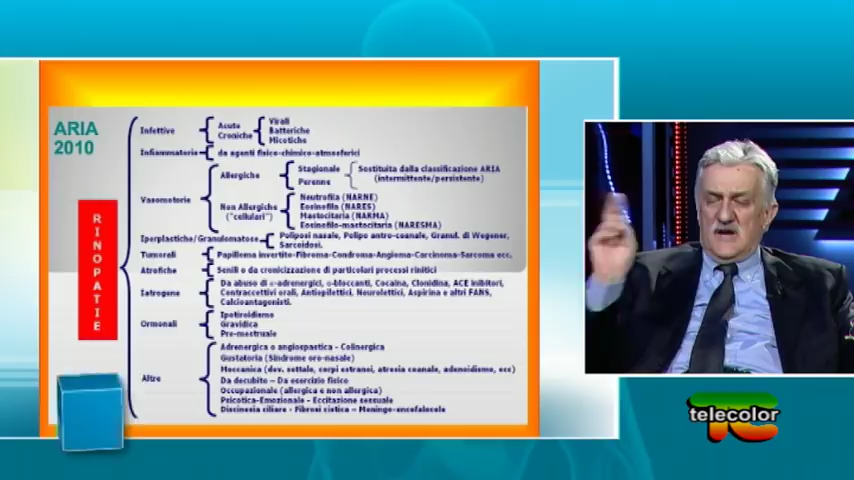 ARIA
2010
RINOPATIE
Infettive
Acute
Croniche
Virali
Batteriche
Micotiche
Infiammatorie
da agenti fisico-chimico-atmosferici
Vasomotorie
Allergiche
Stagionale
Perenne
Sostituita dalla classificazione ARIA
(intermittente/persistente)
Non Allergiche
("cellulari")
Neutrofila (NARNE)
Eosinofila (NARES)
Mastocitaria (NARMA)
Eosinofilo-mastocitaria (NARESMA)
Iperplastiche/Granulomatose
Poliposi nasale, Polipo antro-coanale, Granul. di Wegener,
Sarcoidosi.
Tumorali
Papilloma invertito-Fibroma-Condroma-Angioma-Carcinoma-Sarcoma ecc.
Atrofiche
Senili o da cronicizzazione di particolari processi rinitici
Iatrogene
Da abuso di α-adrenergici, α-bloccanti, Cocaina, Clonidina, ACE inibitori,
Contraccettivi orali, Antipilettici, Neurolettici, Aspirina e altri FANS,
Calcioantagonisti.
Ormonali
Ipotiroidismo
Gravidica
Pre-mestruale
Altre
Adrenergica o angiospastica - Colinergica
Gustatoria (Sindrome oro-nasale)
Meccanica (dev. settale, corpi estranei, atresia coanale, adenoidismo, ecc)
Da decubito - Da esercizio fisico
Occupazionale (allergica e non allergica)
Psicotica-Emozionale - Eccitazione sessuale
Discinesia ciliare - Fibrosi cistica - Meningo-encefalocele
telecolor